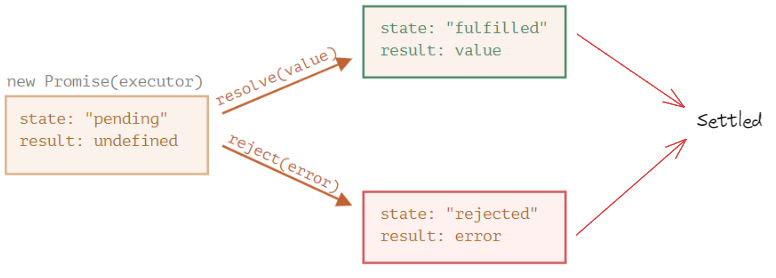 new Promise(executor)
state: "pending"
result: undefined
resolve(value)
reject(error)
state: "fulfilled"
result: value
state: "rejected"
result: error
Settled